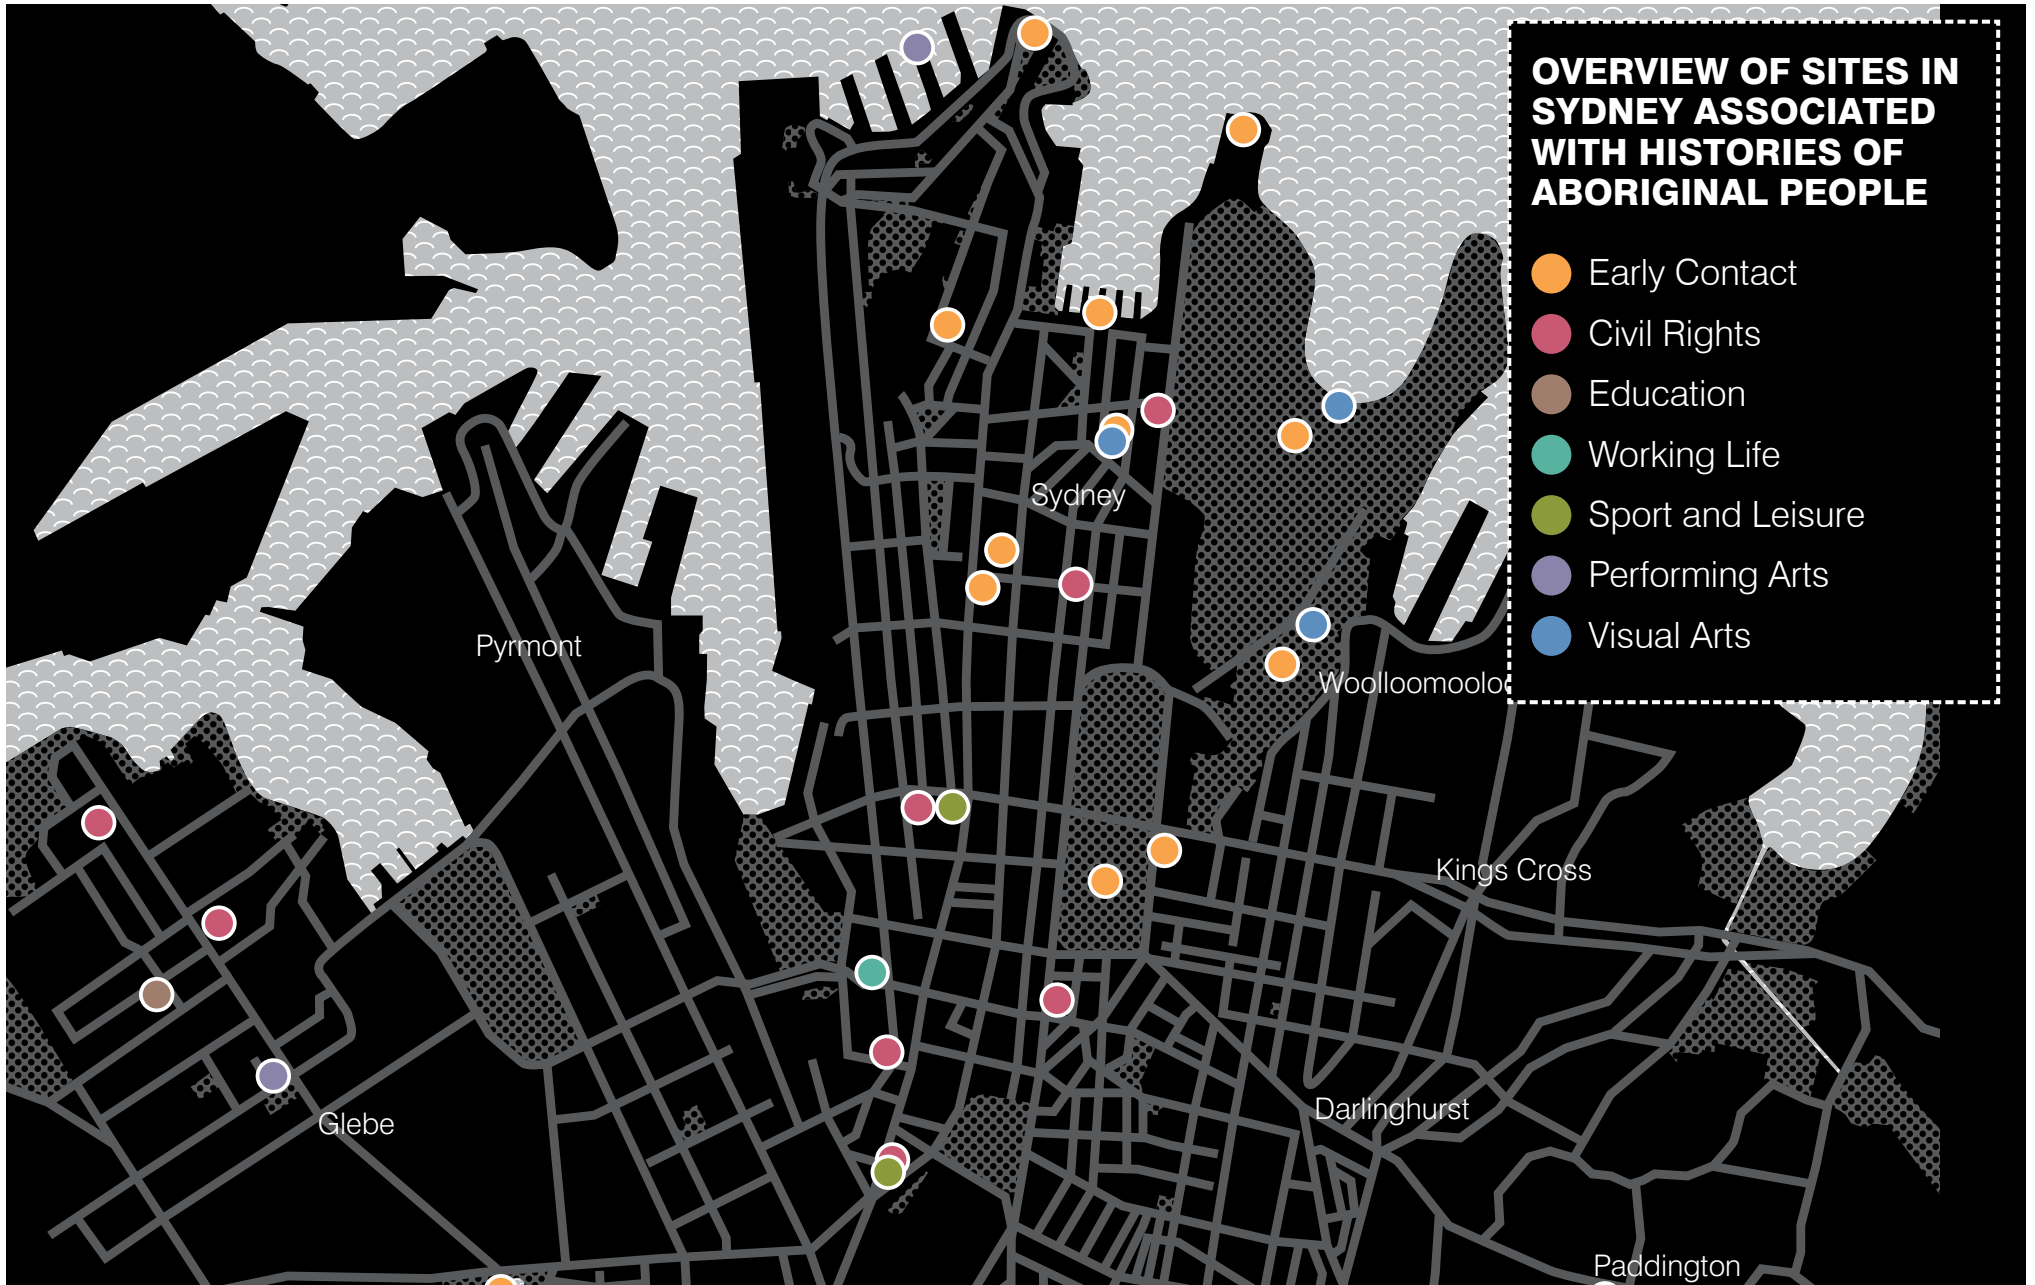 OVERVIEW OF SITES IN
SYDNEY ASSOCIATED
WITH HISTORIES OF
ABORIGINAL PEOPLE
Early Contact
Civil Rights
Education
Working Life
Sport and Leisure
Performing Arts
Visual Arts
Sydney
Pyrmont
Woolloomooloo
Kings Cross
Glebe
Darlinghurst
Paddington